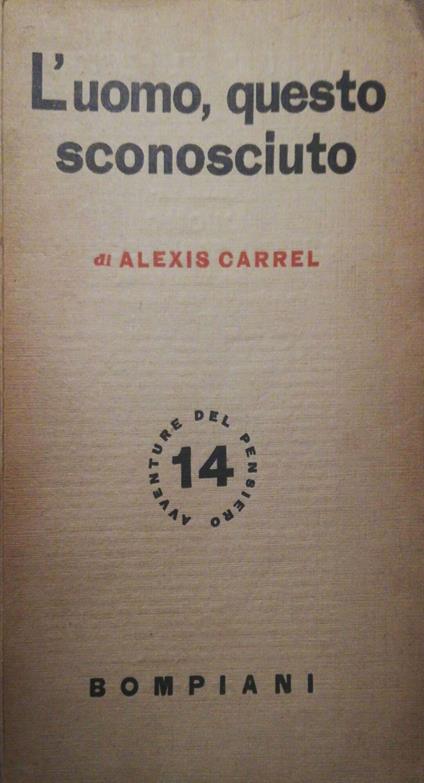 L'uomo, questo
sconosciuto
di ALEXIS CARREL
AVVENTURE DEL PENSIERO
14
BOMPIANI